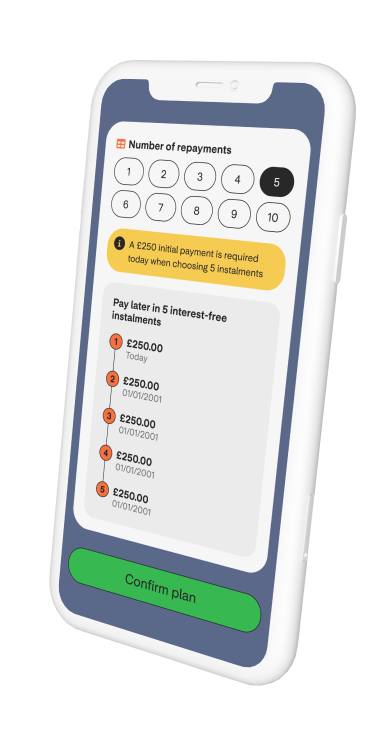 Number of repayments
1 2 3 4 5
6 7 8 9 10
i A £250 initial payment is required
today when choosing 5 instalments
Pay later in 5 interest-free
instalments
1 £250.00
Today
2 £250.00
01/01/2001
3 £250.00
01/01/2001
4 £250.00
01/01/2001
5 £250.00
01/01/2001
Confirm plan